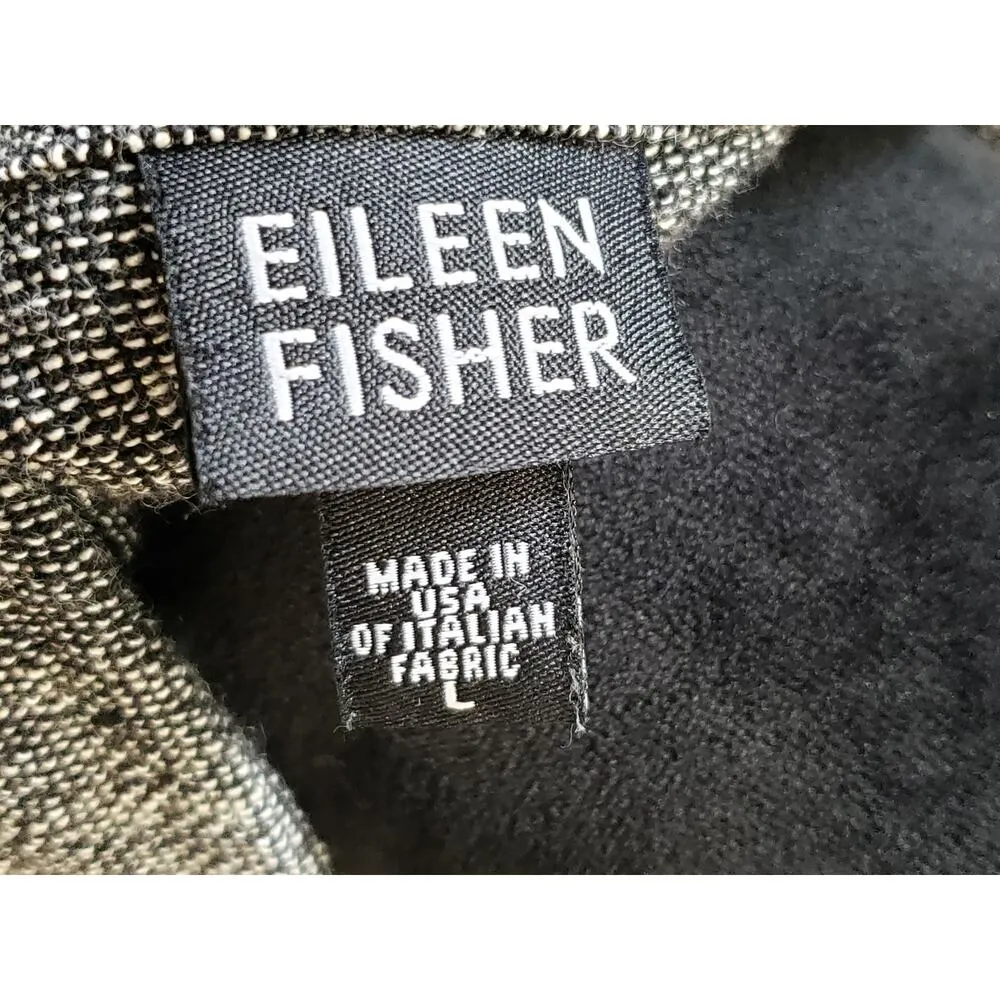 EILEEN
FISHER
MADE IN
USA
OF ITALIAN
FABRIC
L